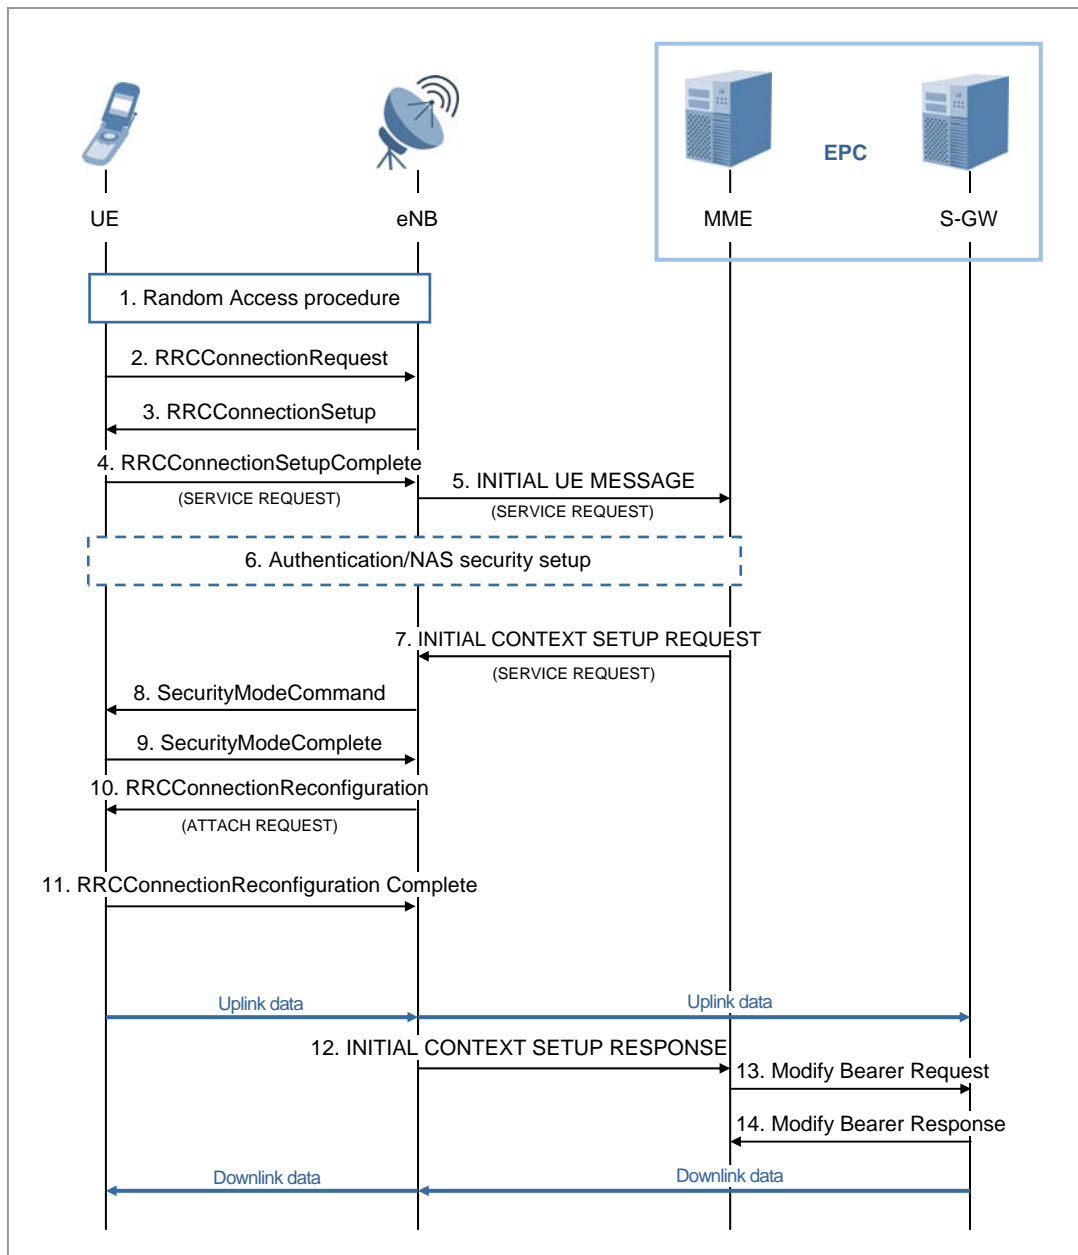 EPC
UE
eNB
MME
S-GW
1. Random Access procedure
2. RRCConnectionRequest
3. RRCConnectionSetup
4. RRCConnectionSetupComplete
(SERVICE REQUEST)
5. INITIAL UE MESSAGE
(SERVICE REQUEST)
6. Authentication/NAS security setup
7. INITIAL CONTEXT SETUP REQUEST
(SERVICE REQUEST)
8. SecurityModeCommand
9. SecurityModeComplete
10. RRCConnectionReconfiguration
(ATTACH REQUEST)
11. RRCConnectionReconfiguration Complete
Uplink data
Uplink data
12. INITIAL CONTEXT SETUP RESPONSE
13. Modify Bearer Request
14. Modify Bearer Response
Downlink data
Downlink data